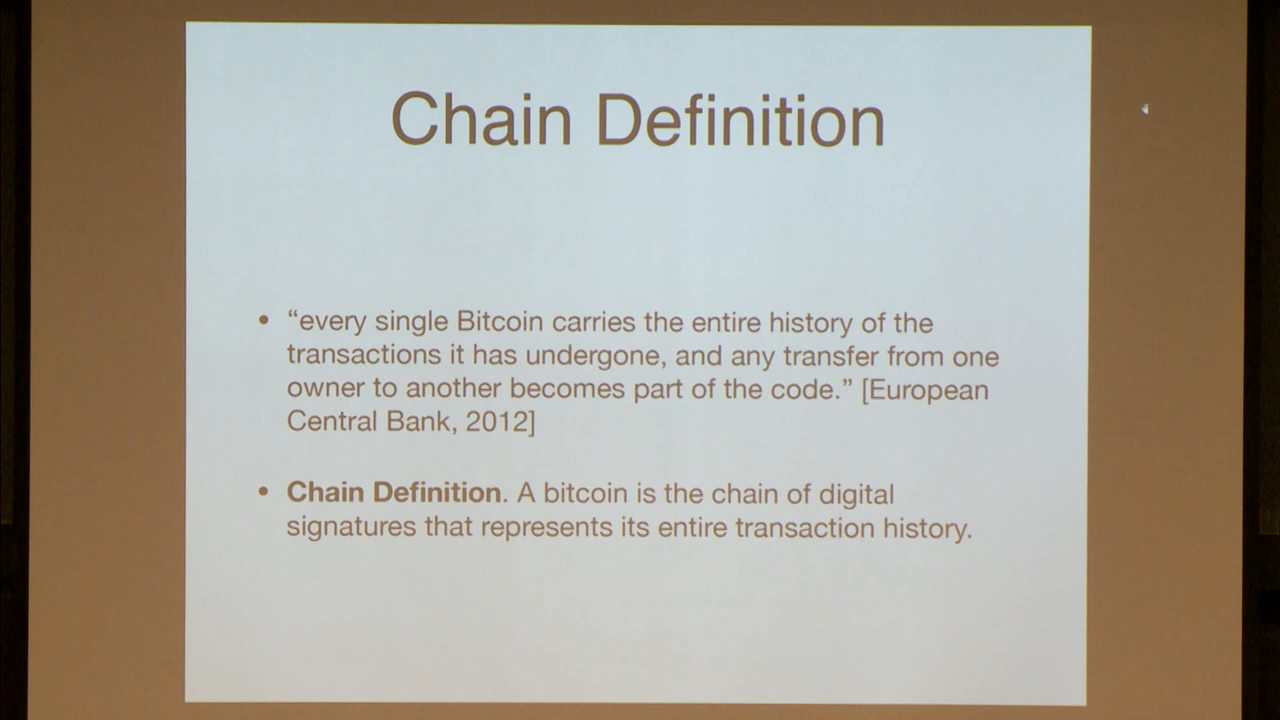 Chain Definition
• “every single Bitcoin carries the entire history of the
transactions it has undergone, and any transfer from one
owner to another becomes part of the code.” [European
Central Bank, 2012]
• Chain Definition. A bitcoin is the chain of digital
signatures that represents its entire transaction history.